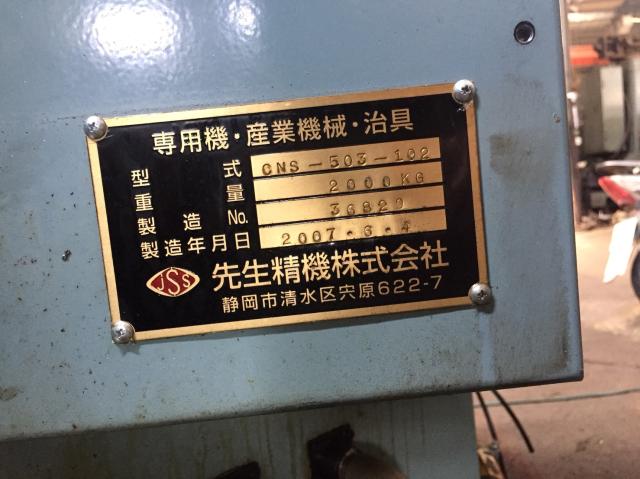 専用機・産業機械・治具
型式 CNS-503-102
重量 2000KG
製造No. 36829
製造年月日 2007.6.4
JSS 先生精機株式会社
静岡市清水区宍原622-7